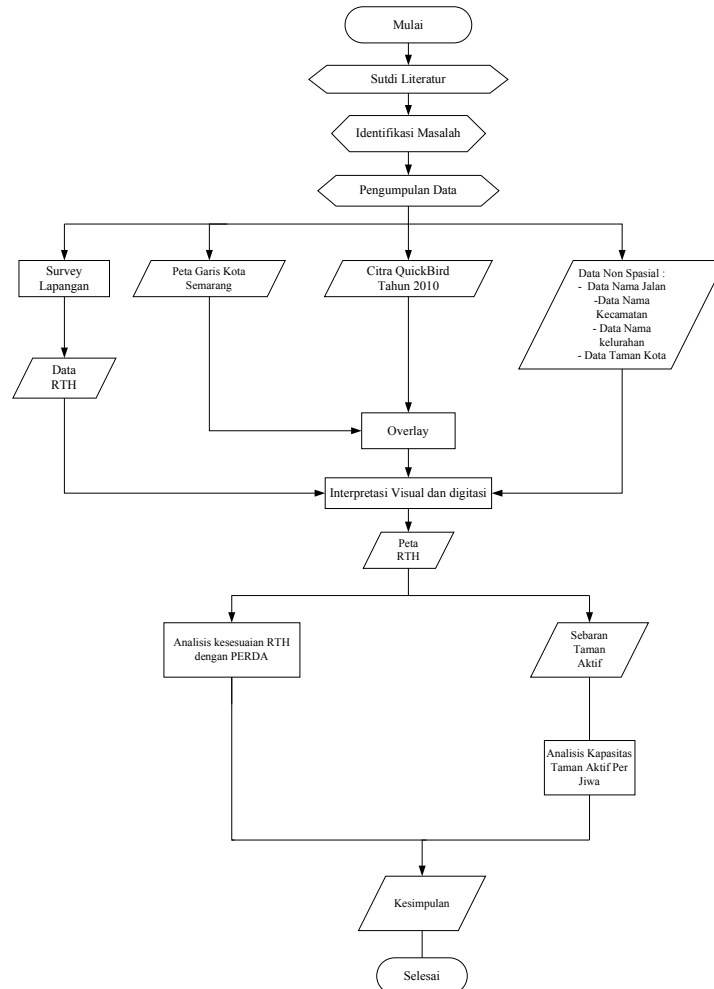 Mulai
Sutdi Literatur
Identifikasi Masalah
Pengumpulan Data
Survey
Lapangan
Peta Garis Kota
Semarang
Citra QuickBird
Tahun 2010
Data Non Spasial :
- Data Nama Jalan
-Data Nama
Kecamatan
- Data Nama
kelurahan
- Data Taman Kota
Data
RTH
Overlay
Interpretasi Visual dan digitasi
Peta
RTH
Analisis kesesuaian RTH
dengan PERDA
Sebaran
Taman
Aktif
Analisis Kapasitas
Taman Aktif Per
Jiwa
Kesimpulan
Selesai